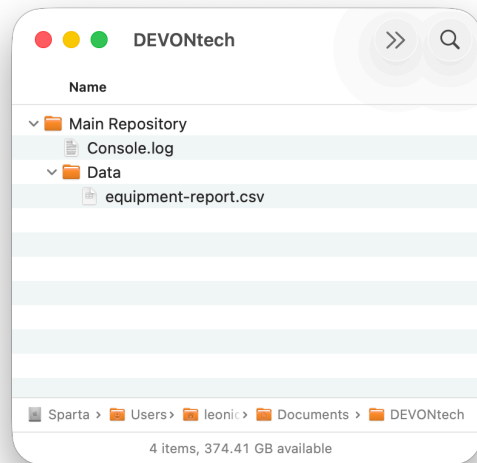 DEVONtech
Name
Main Repository
Console.log
Data
equipment-report.csv
Sparta › Users › leonic › Documents › DEVONtech
4 items, 374.41 GB available